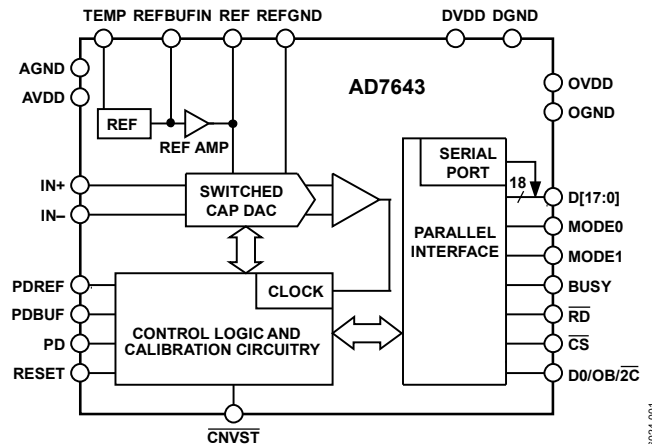 TEMP REFBUFIN REF REFGND DVDD DGND
AGND
AVDD
AD7643
OVDD
OGND
REF
REF AMP
SERIAL
PORT
18
IN+
IN–
SWITCHED
CAP DAC
D[17:0]
MODE0
MODE1
PARALLEL
INTERFACE
PDREF
PDBUF
PD
RESET
CLOCK
CONTROL LOGIC AND
CALIBRATION CIRCUITRY
BUSY
RD
CS
D0/OB/2C
CNVST